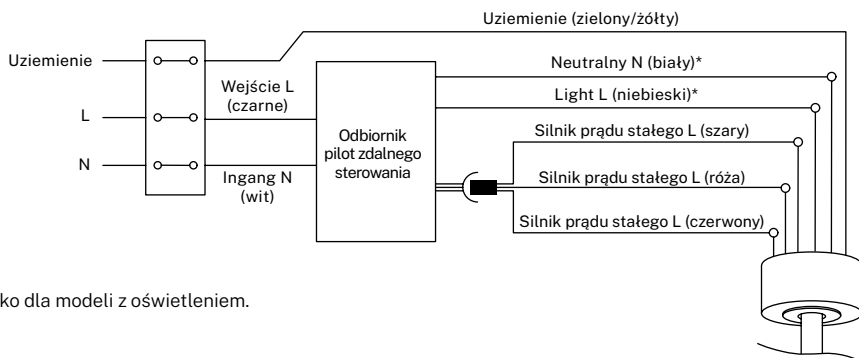 Uziemienie (zielony/żółty)
Uziemienie
Neutralny N (biały)*
Wejście L
(czarne)
Light L (niebieski)*
L
Odbiornik
pilot zdalnego
sterowania
Silnik prądu stałego L (szary)
N
Ingang N
(wit)
Silnik prądu stałego L (róża)
Silnik prądu stałego L (czerwony)
ko dla modeli z oświetleniem.